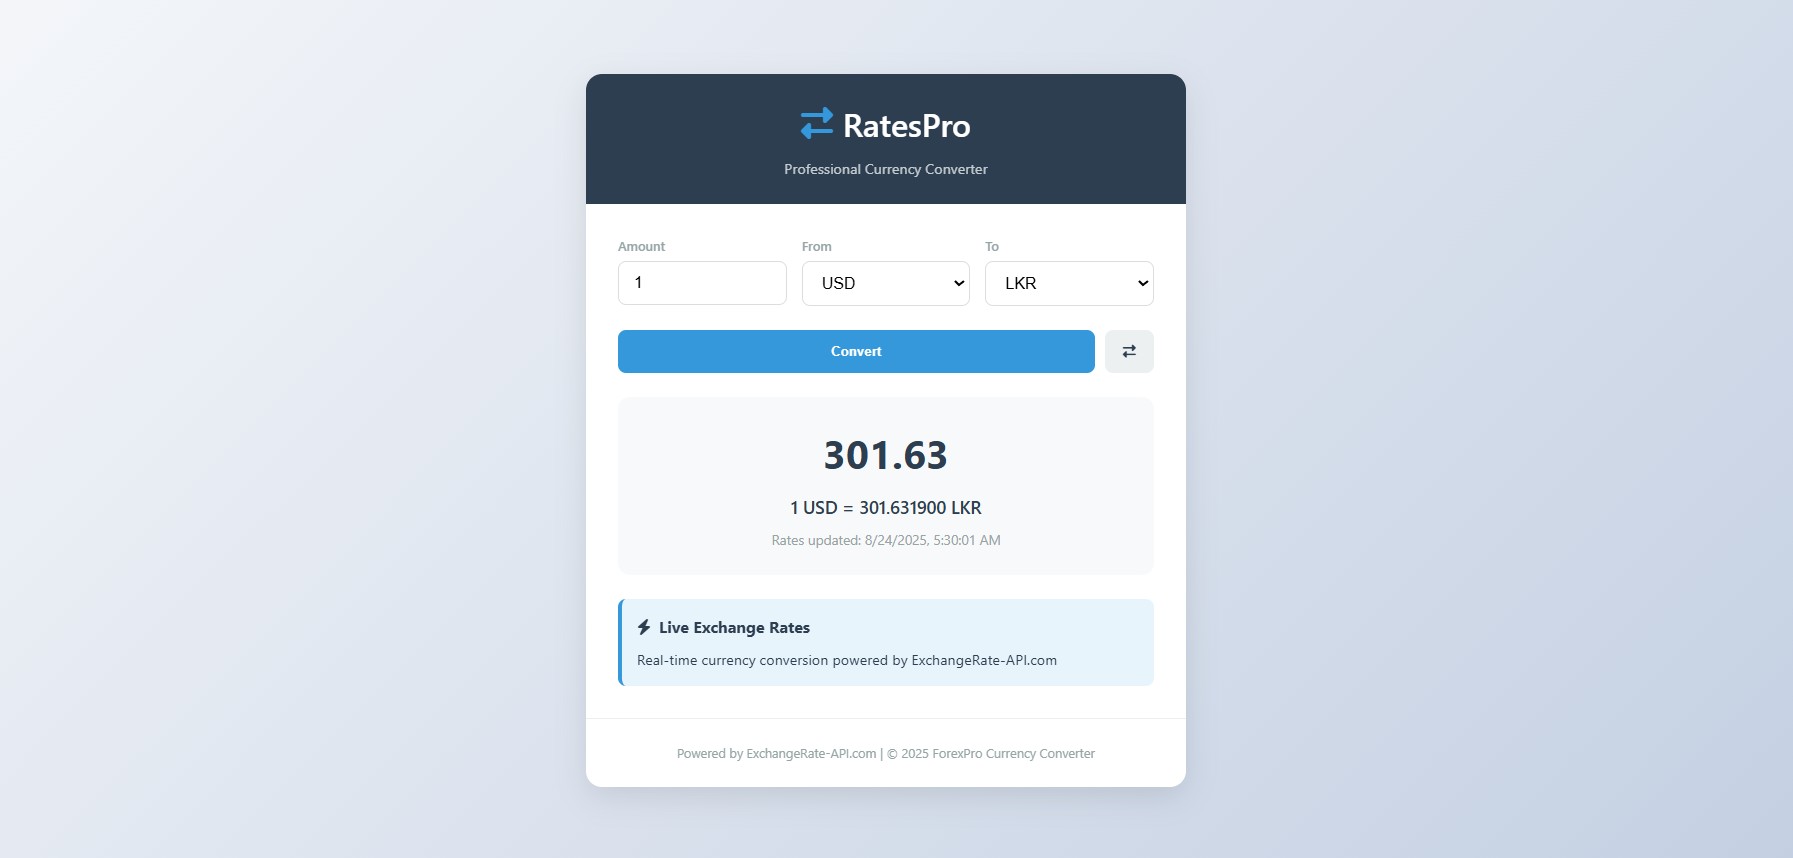 RatesPro
Professional Currency Converter
Amount From To
1 USD LKR
Convert
301.63
1 USD = 301.631900 LKR
Rates updated: 8/24/2025, 5:30:01 AM
Live Exchange Rates
Real-time currency conversion powered by ExchangeRate-API.com
Powered by ExchangeRate-API.com | © 2025 ForexPro Currency Converter